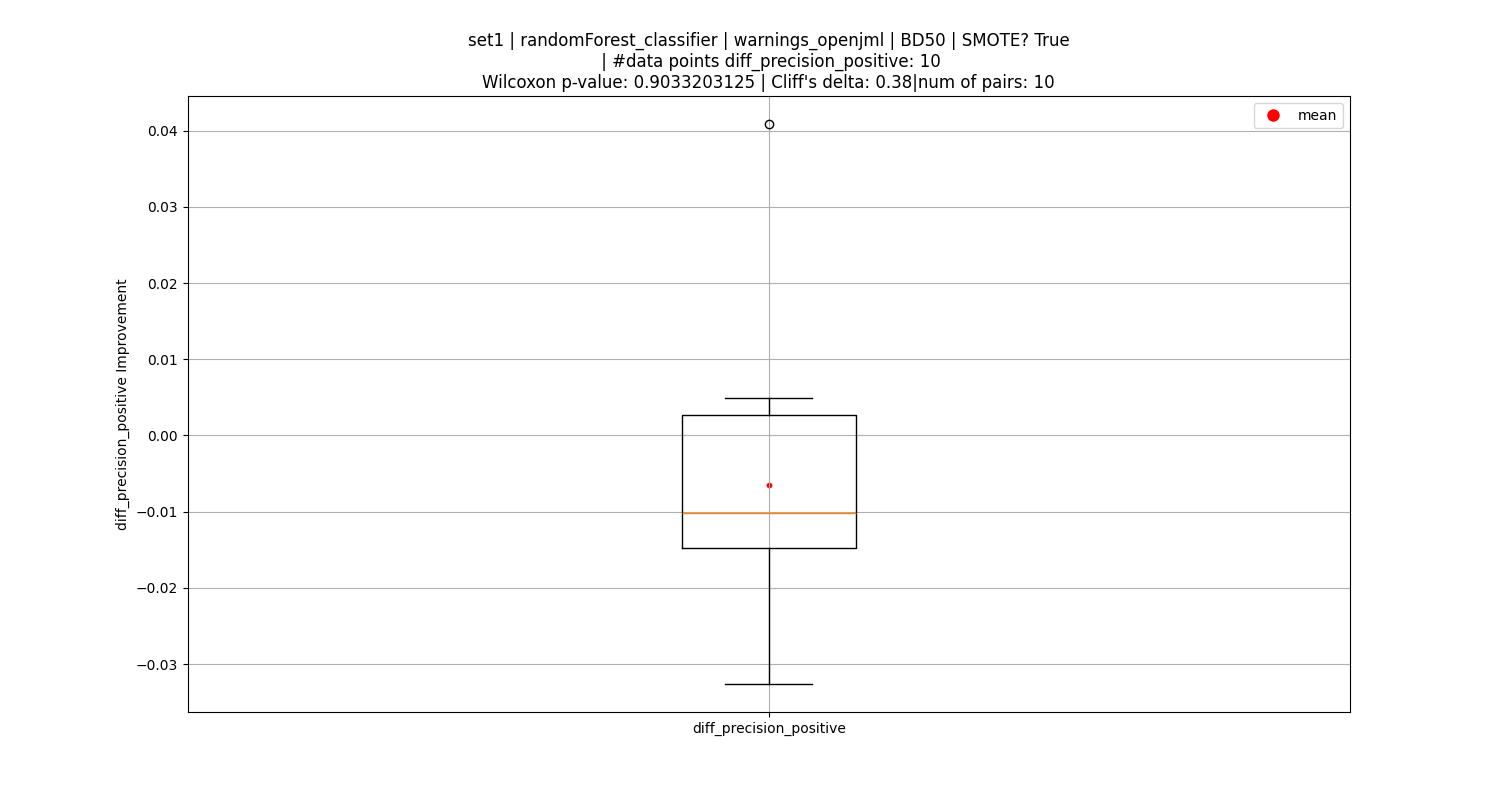 set1 | randomForest_classifier | warnings_openjml | BD50 | SMOTE? True
| #data points diff_precision_positive: 10
Wilcoxon p-value: 0.9033203125 | Cliff's delta: 0.38|num of pairs: 10
mean
0.04
0.03
0.02
0.01
0.00
−0.01
−0.02
−0.03
diff_precision_positive Improvement
diff_precision_positive